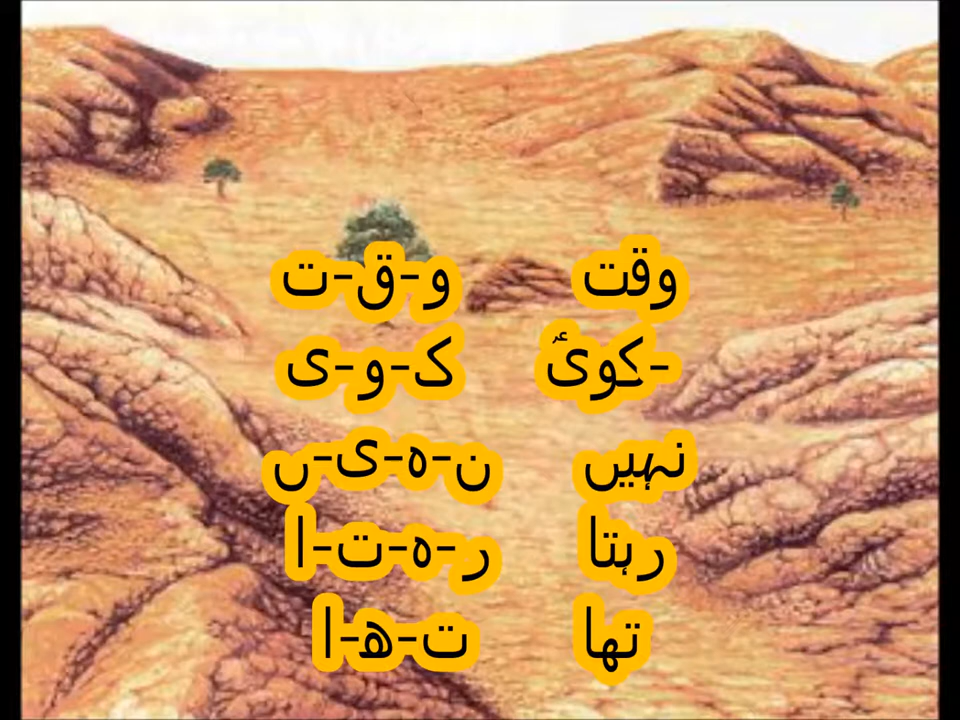 وقت و-ق-ت
-کوئ ک-و-ی
نہیں ن-ہ-ی-ں
رہتا ر-ہ-ت-ا
تھا ت-ھ-ا